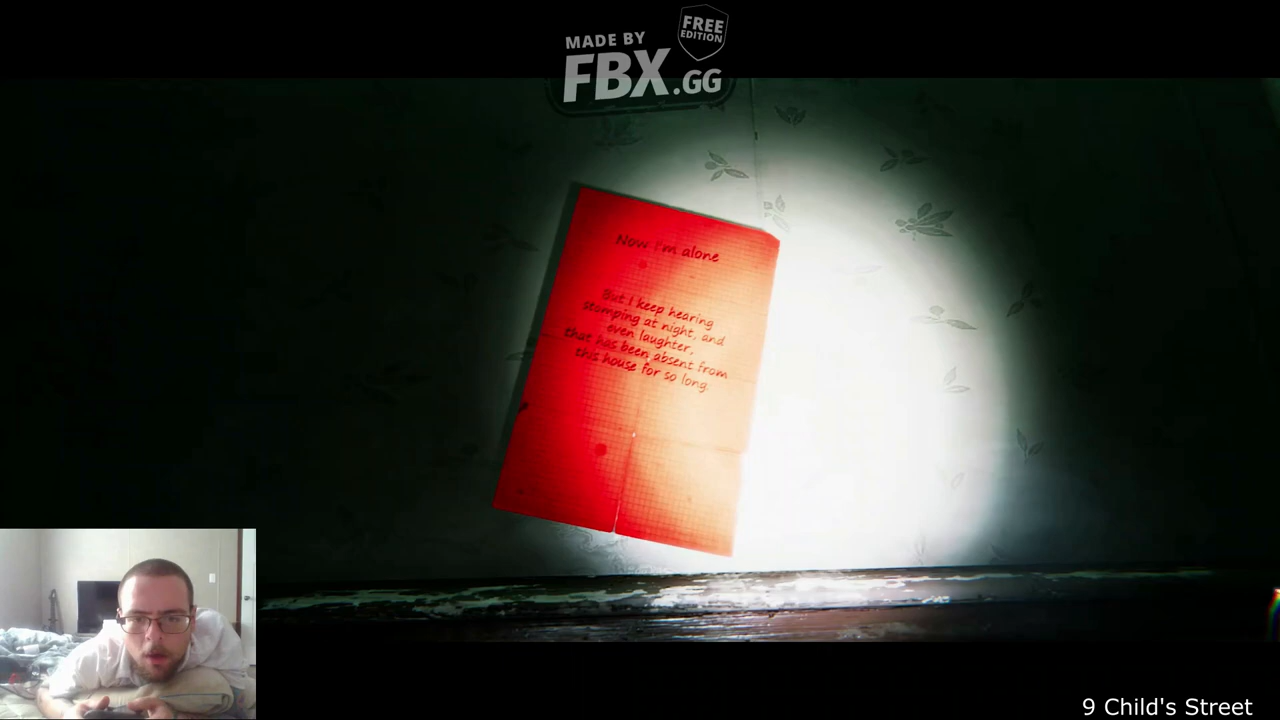 FREE
EDITION
MADE BY
FBX.GG
Now I'm alone
But I keep hearing
stomping at night, and
even laughter,
that has been absent from
this house for so long.
9 Child's Street